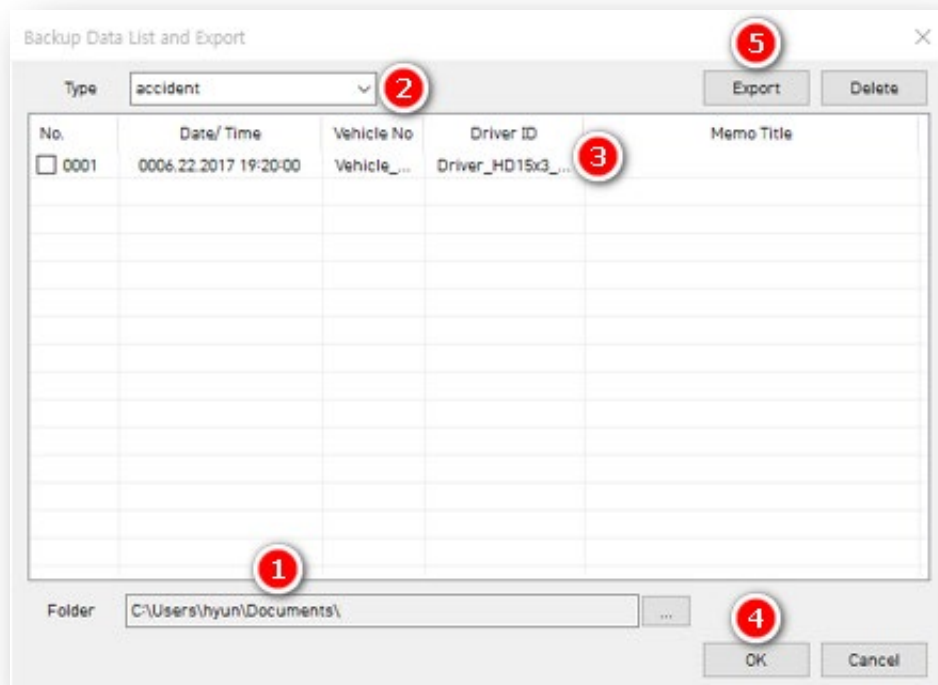 Backup Data List and Export
5
Type accident 2 Export Delete
No. Date/ Time Vehicle No Driver ID Memo Title
3
0001 0006.22.2017 19:20:00 Vehicle_... Driver_HD15x3_...
1
Folder C:\Users\hyun\Documents\ ...
4
OK Cancel